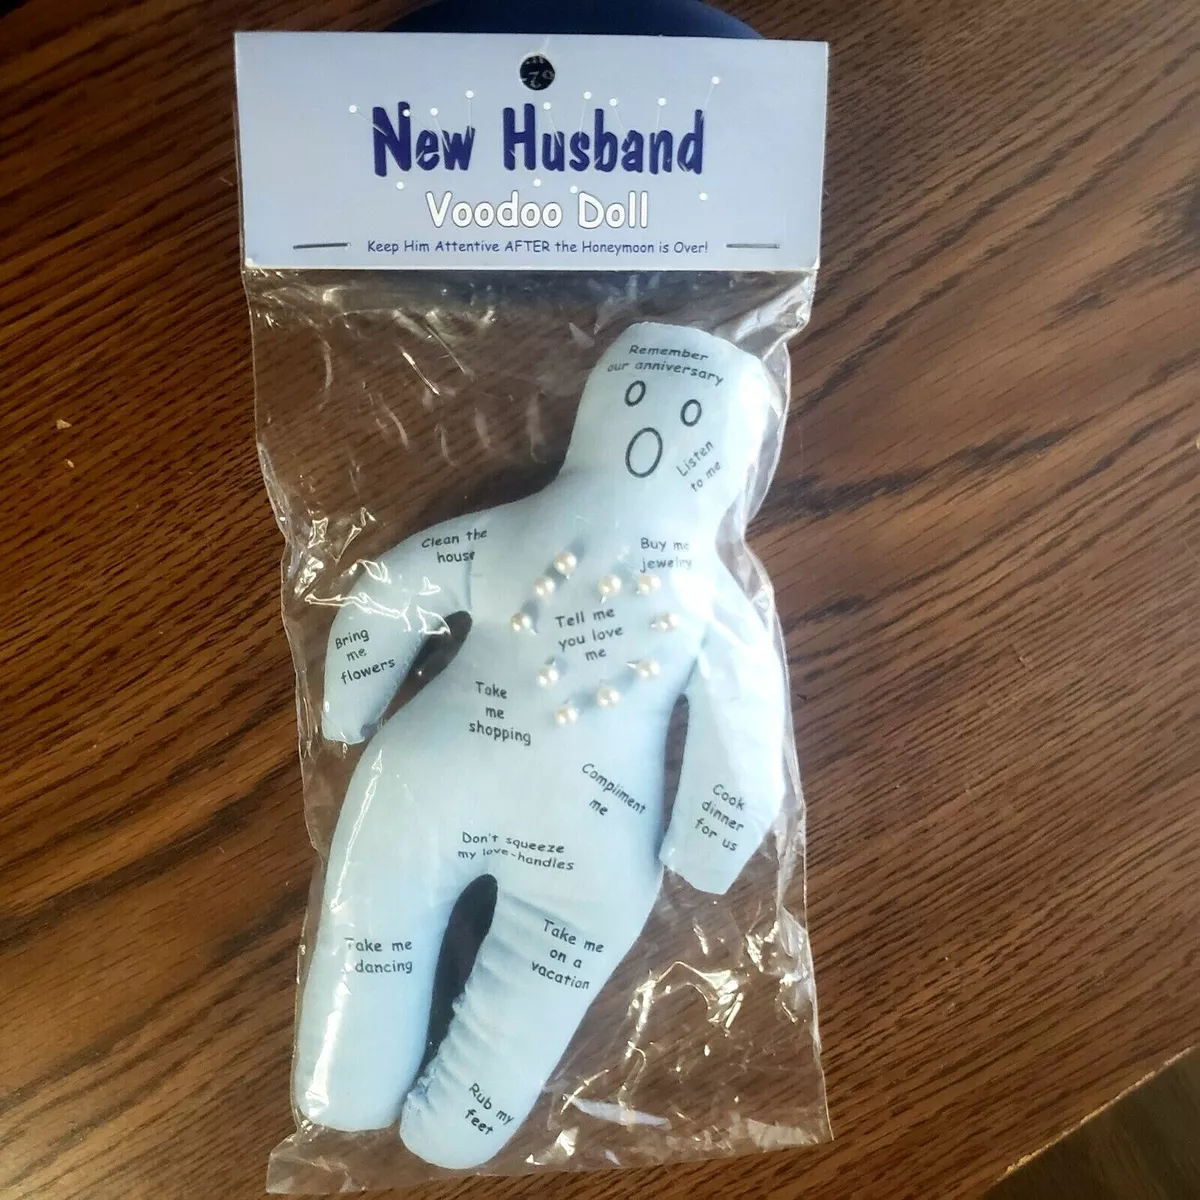 New Husband
Voodoo Doll
Keep Him Attentive AFTER the Honeymoon is Over!
Remember
our anniversary
Listen
to me
Clean the
house
Buy me
jewelry
Bring
me
flowers
Tell me
you love
me
Take
me
shopping
Compliment
me
Cook
dinner
for us
Don't squeeze
my love-handles
Take me
dancing
Take me
on a
vacation
Rub my
feet